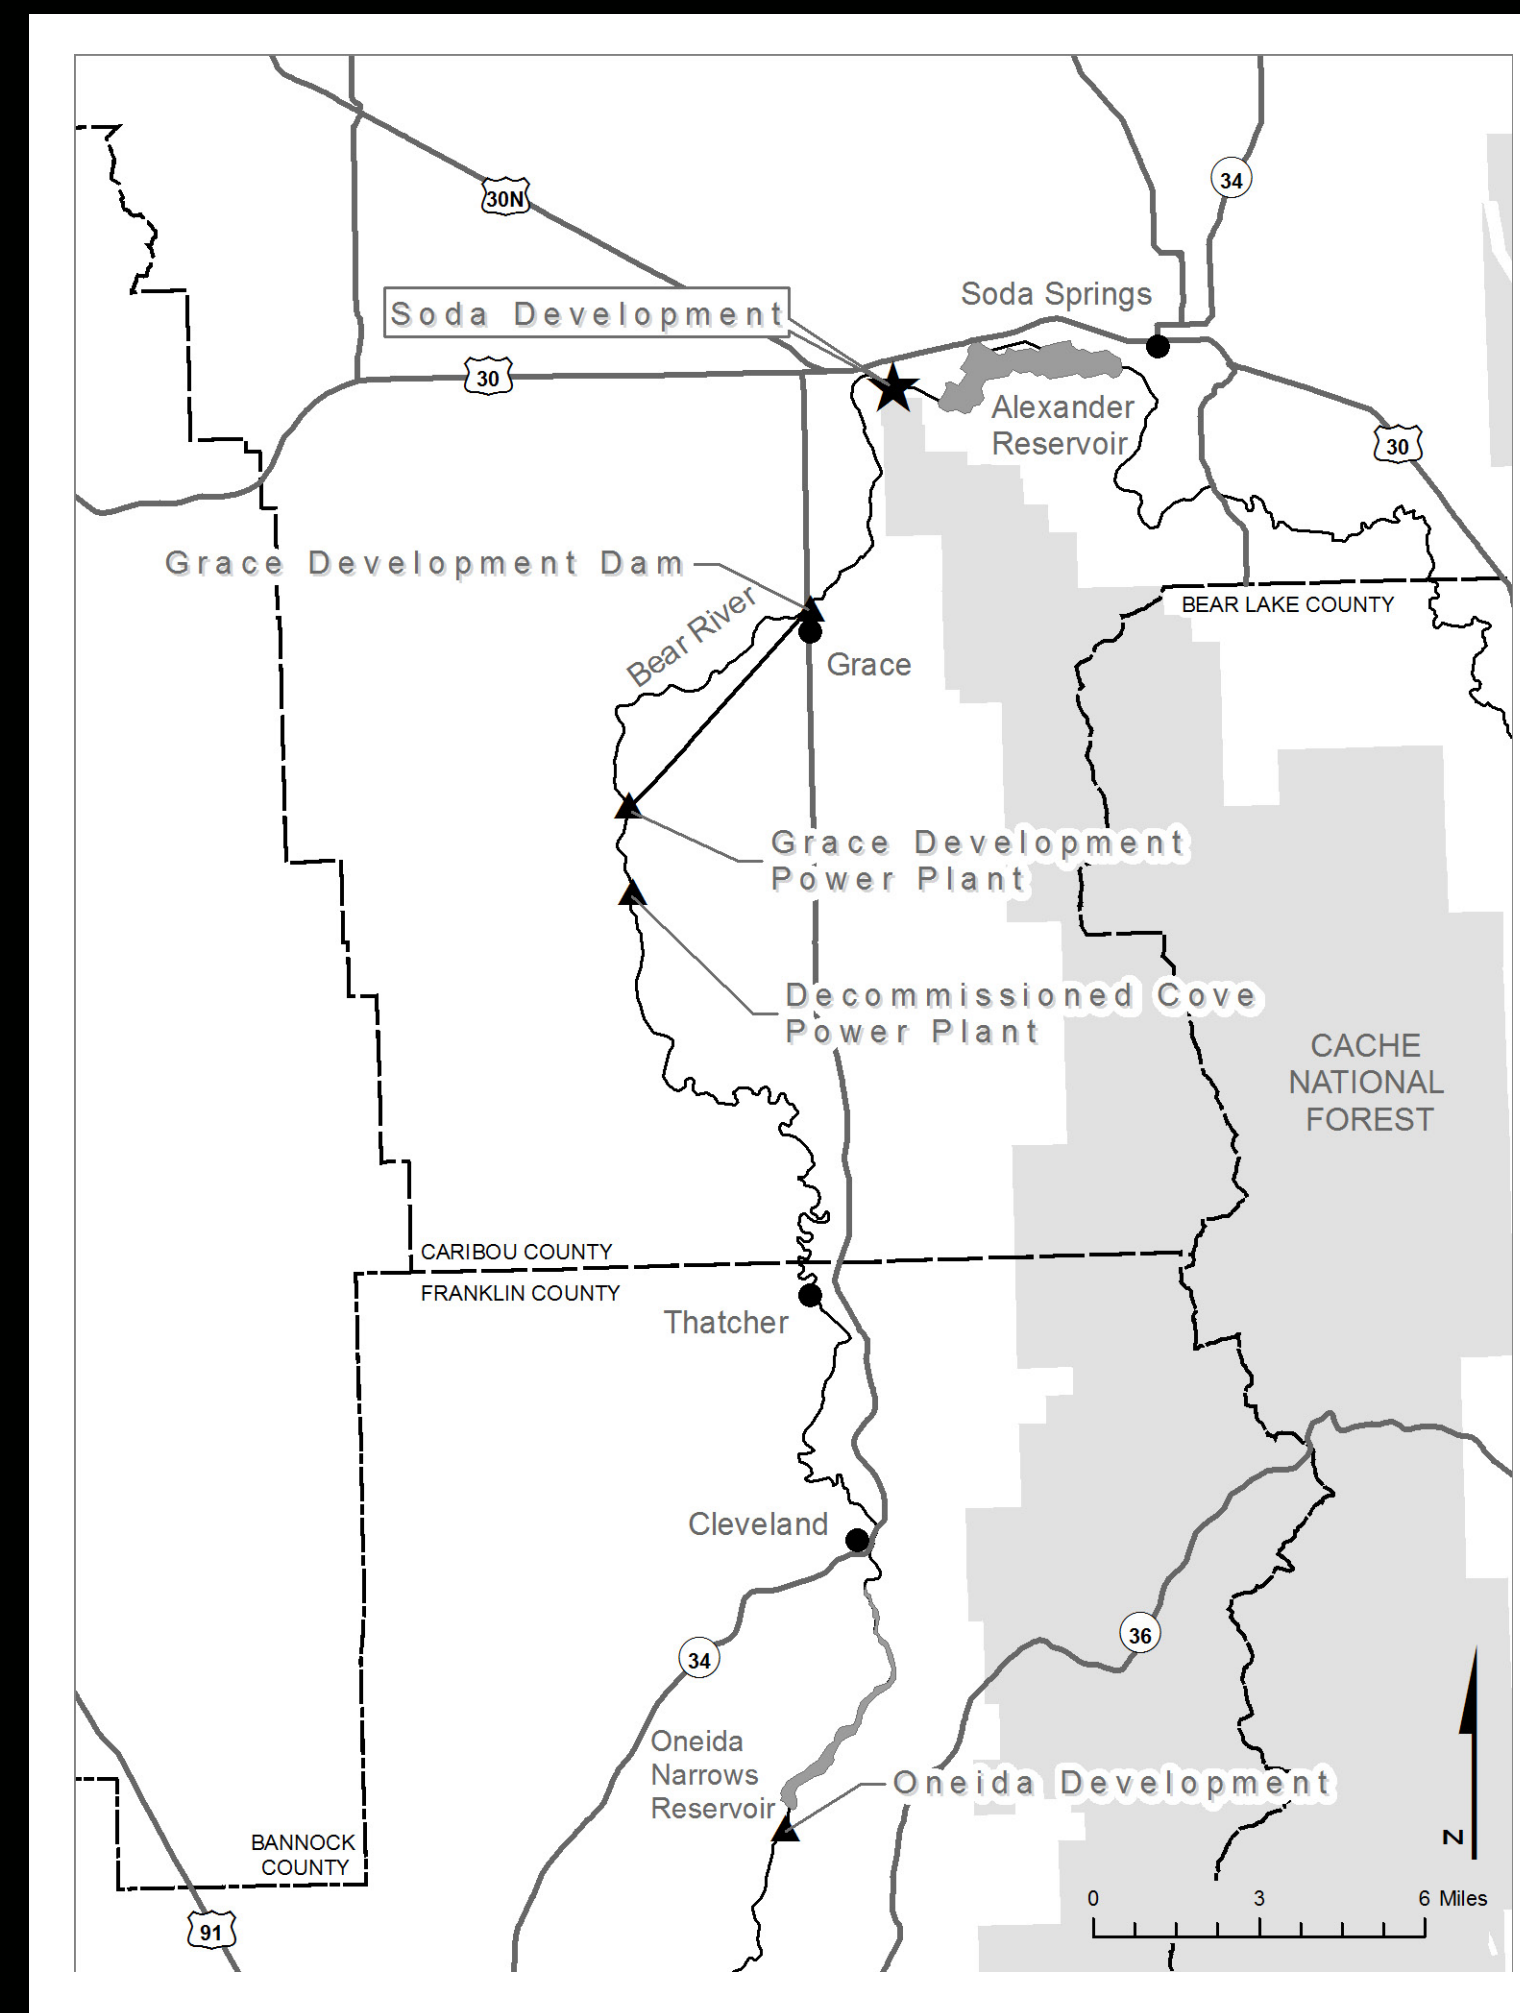 30N
34
Soda Springs
Soda Development
30
Alexander
Reservoir
30
Grace Development Dam
BEAR LAKE COUNTY
Bear River
Grace
Grace Development
Power Plant
Decommissioned Cove
Power Plant
CACHE
NATIONAL
FOREST
CARIBOU COUNTY
FRANKLIN COUNTY
Thatcher
Cleveland
36
34
Oneida
Narrows
Reservoir
Oneida Development
BANNOCK
COUNTY
N
0 3 6 Miles
91